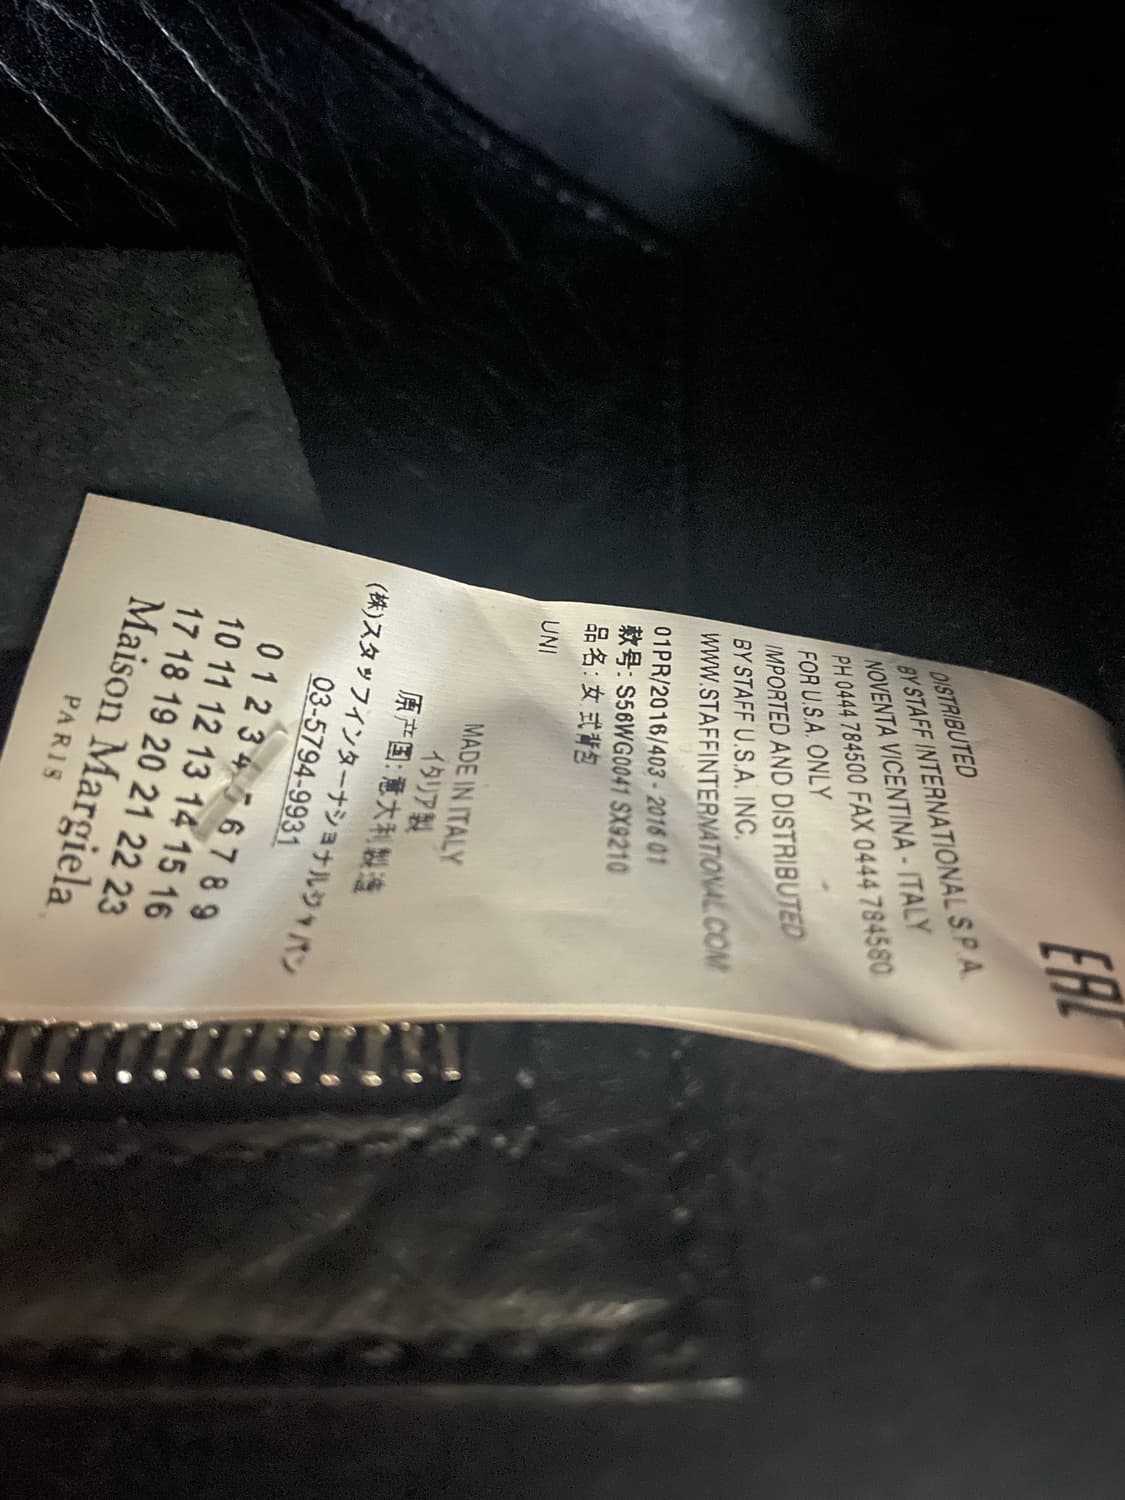 0 1 2 3 4 5 6 7 8 9
10 11 12 13 14 15 16
17 18 19 20 21 22 23
Maison Margiela
PARIS
(株)スタッフインターナショナルジャパン
03-5794-9931
原产国: 意大利製造
イタリア製
MADE IN ITALY
UNI
品名: 女式背包
款号: S56WG0041 SX9210
01PR/2016/403 - 2016 01
WWW.STAFFINTERNATIONAL.COM
BY STAFF U.S.A. INC.
IMPORTED AND DISTRIBUTED
FOR U.S.A. ONLY
PH 0444 784500 FAX 0444 784580
NOVENTA VICENTINA - ITALY
BY STAFF INTERNATIONAL S.P.A.
DISTRIBUTED
EAC